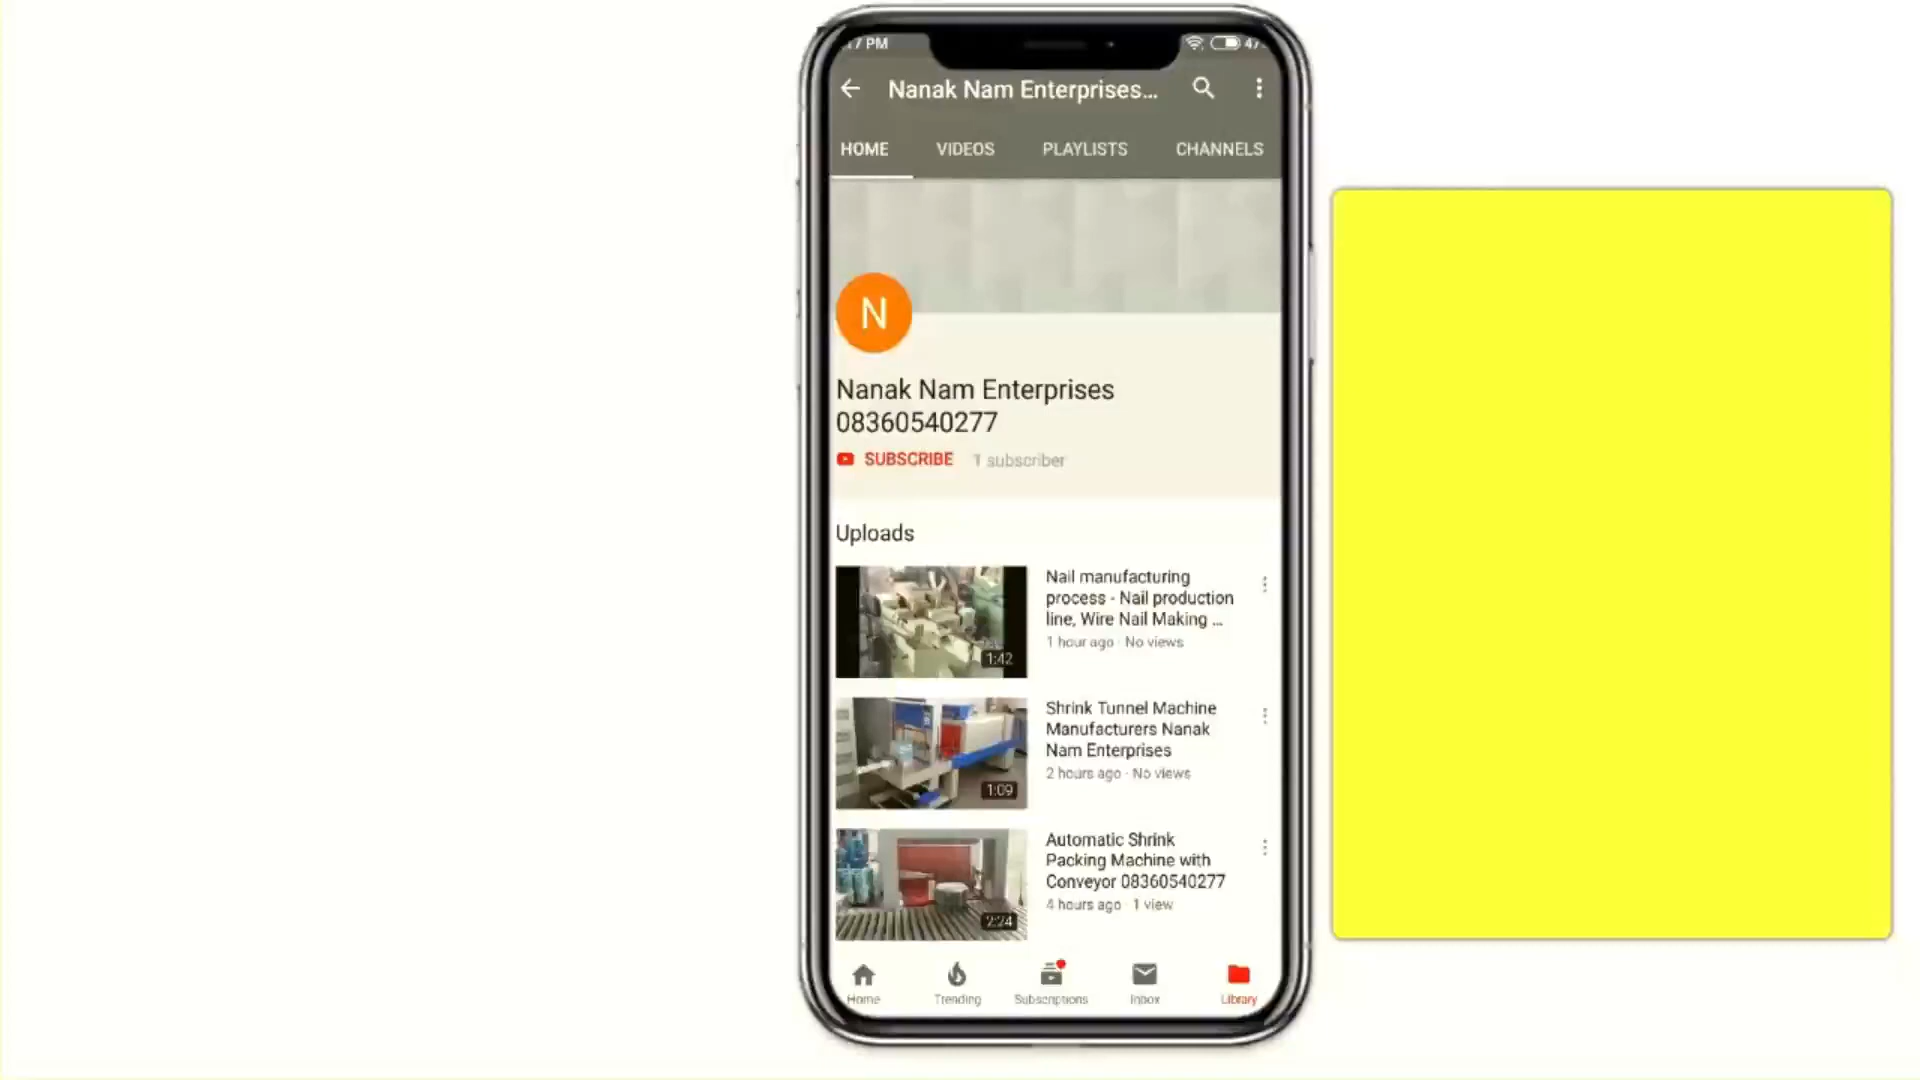 17 PM
47
Nanak Nam Enterprises...
HOME VIDEOS PLAYLISTS CHANNELS
N
Nanak Nam Enterprises
08360540277
SUBSCRIBE 1 subscriber
Uploads
Nail manufacturing
process - Nail production
line, Wire Nail Making ...
1 hour ago · No views
1:42
Shrink Tunnel Machine
Manufacturers Nanak
Nam Enterprises
2 hours ago · No views
1:09
Automatic Shrink
Packing Machine with
Conveyor 08360540277
4 hours ago · 1 view
2:24
Home Trending Subscriptions Inbox Library